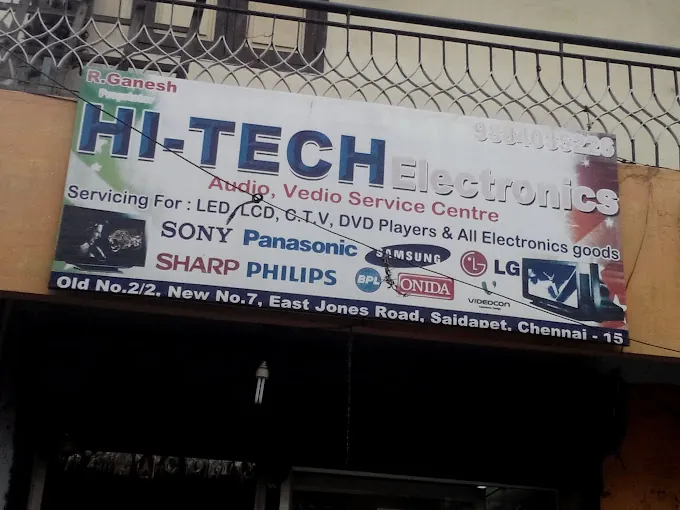 R.Ganesh
Proprietor
HI-TECH Electronics
Audio, Vedio Service Centre
Servicing For : LED, LCD, C.T.V, DVD Players & All Electronics goods
SONY Panasonic SAMSUNG LG
SHARP PHILIPS BPL ONIDA VIDEOCON
Old No.2/2, New No.7, East Jones Road, Saidapet, Chennai - 15